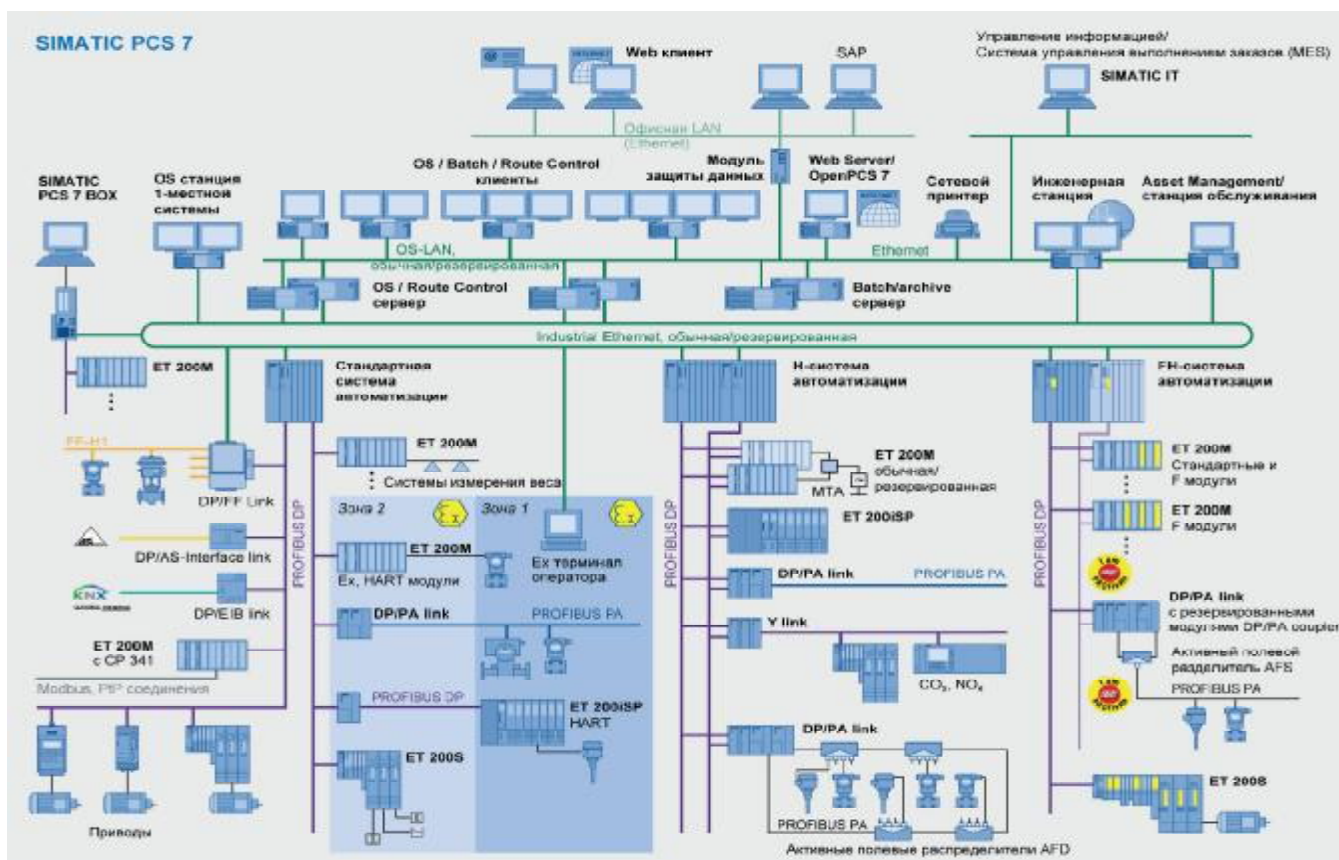 SIMATIC PCS 7
Управление информацией/
Система управления выполнением заказов (MES)
SIMATIC IT
Web клиент
SAP
Офисная LAN
(Ethernet)
SIMATIC
PCS 7 BOX
OS станция
1-местной
системы
OS / Batch / Route Control
клиенты
Модуль
защиты данных
Web Server/
OpenPCS 7
Сетевой
принтер
Инженерная
станция
Asset Management/
станция обслуживания
OS-LAN,
обычная/резервированная
Ethernet
OS / Route Control
сервер
Batch/archive
сервер
Industrial Ethernet, обычная/резервированная
ET 200M
Стандартная
система
автоматизации
H-система
автоматизации
FH-система
автоматизации
FF-H1
DP/FF Link
DP/AS-Interface link
KNX
DP/EIB link
ET 200M
с CP 341
Modbus, PtP соединения
Приводы
PROFIBUS DP
ET 200M
Системы измерения веса
Зона 2
Зона 1
ET 200M
Ex, HART модули
Ex терминал
оператора
DP/PA link
PROFIBUS PA
PROFIBUS DP
ET 200iSP
HART
ET 200S
PROFIBUS DP
ET 200M
обычная/
резервированная
MTA
ET 200iSP
DP/PA link
PROFIBUS PA
Y link
CO₂, NOₓ
DP/PA link
PROFIBUS PA
Активные полевые распределители AFD
PROFIBUS DP
ET 200M
Стандартные и
F модули
ET 200M
F модули
DP/PA link
с резервированными
модулями DP/PA coupler
Активный полевой
разделитель AFS
PROFIBUS PA
ET 200S